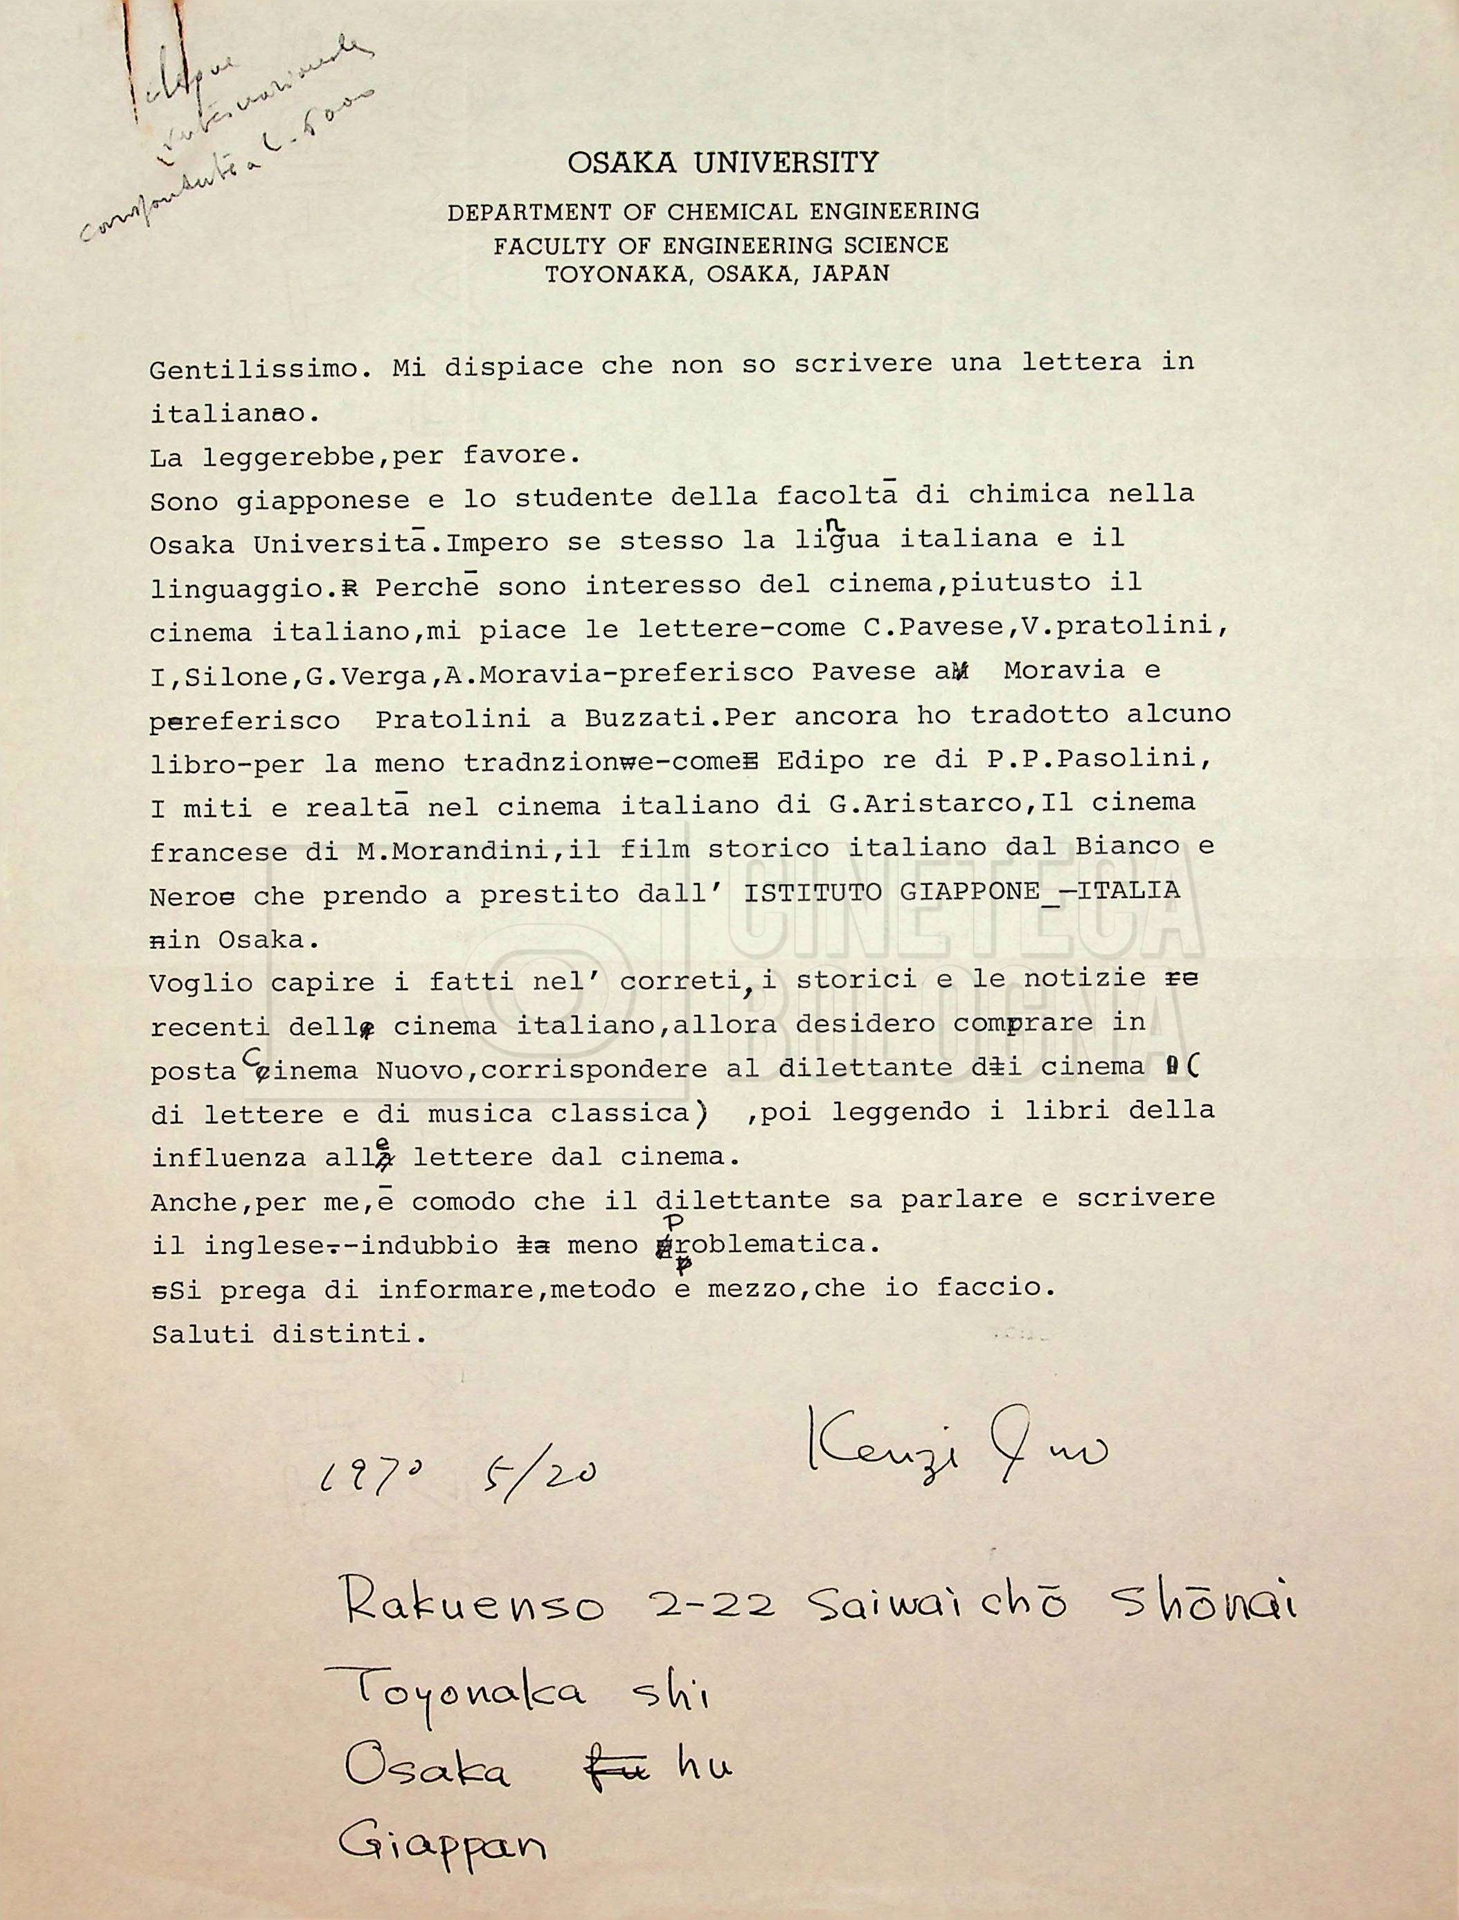 OSAKA UNIVERSITY
DEPARTMENT OF CHEMICAL ENGINEERING
FACULTY OF ENGINEERING SCIENCE
TOYONAKA, OSAKA, JAPAN
Gentilissimo. Mi dispiace che non so scrivere una lettera in
italiano.
La leggerebbe,per favore.
Sono giapponese e lo studente della facoltā di chimica nella
Osaka Universitā.Impero se stesso la lingua italiana e il
linguaggio. Perchē sono interesso del cinema,piutusto il
cinema italiano,mi piace le lettere-come C.Pavese,V.pratolini,
I,Silone,G.Verga,A.Moravia-preferisco Pavese a Moravia e
preferisco Pratolini a Buzzati.Per ancora ho tradotto alcuno
libro-per la meno tradnzione-come Edipo re di P.P.Pasolini,
I miti e realtā nel cinema italiano di G.Aristarco,Il cinema
francese di M.Morandini,il film storico italiano dal Bianco e
Nero che prendo a prestito dall' ISTITUTO GIAPPONE_-ITALIA
in Osaka.
Voglio capire i fatti nel' correti,i storici e le notizie
recenti dell cinema italiano,allora desidero comprare in
posta Cinema Nuovo,corrispondere al dilettante di cinema (
di lettere e di musica classica) ,poi leggendo i libri della
influenza alle lettere dal cinema.
Anche,per me,ē comodo che il dilettante sa parlare e scrivere
il inglese--indubbio meno problematica.
Si prega di informare,metodo e mezzo,che io faccio.
Saluti distinti.
1970 5/20 Kenzi
Rakuenso 2-22 Saiwai chō Shōnai
Toyonaka shi
Osaka hu
Giappan
CINETECA
BOLOGNA